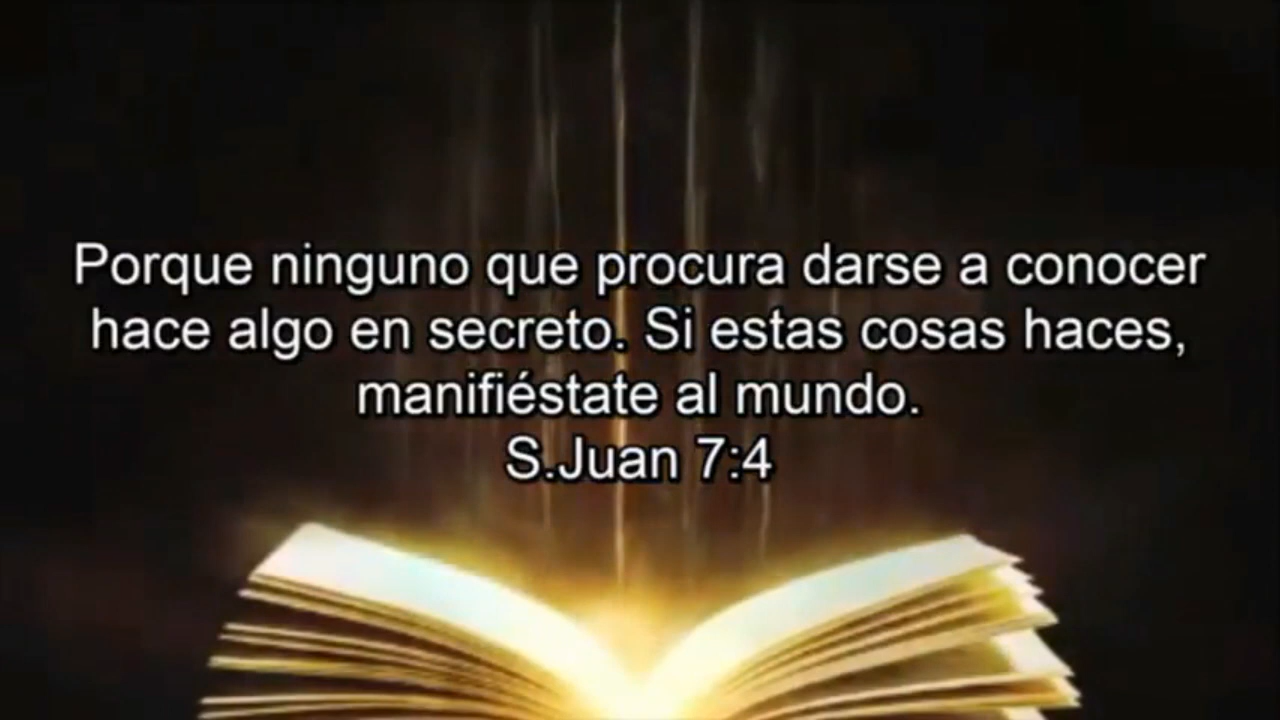 Porque ninguno que procura darse a conocer
hace algo en secreto. Si estas cosas haces,
manifiéstate al mundo.
S.Juan 7:4